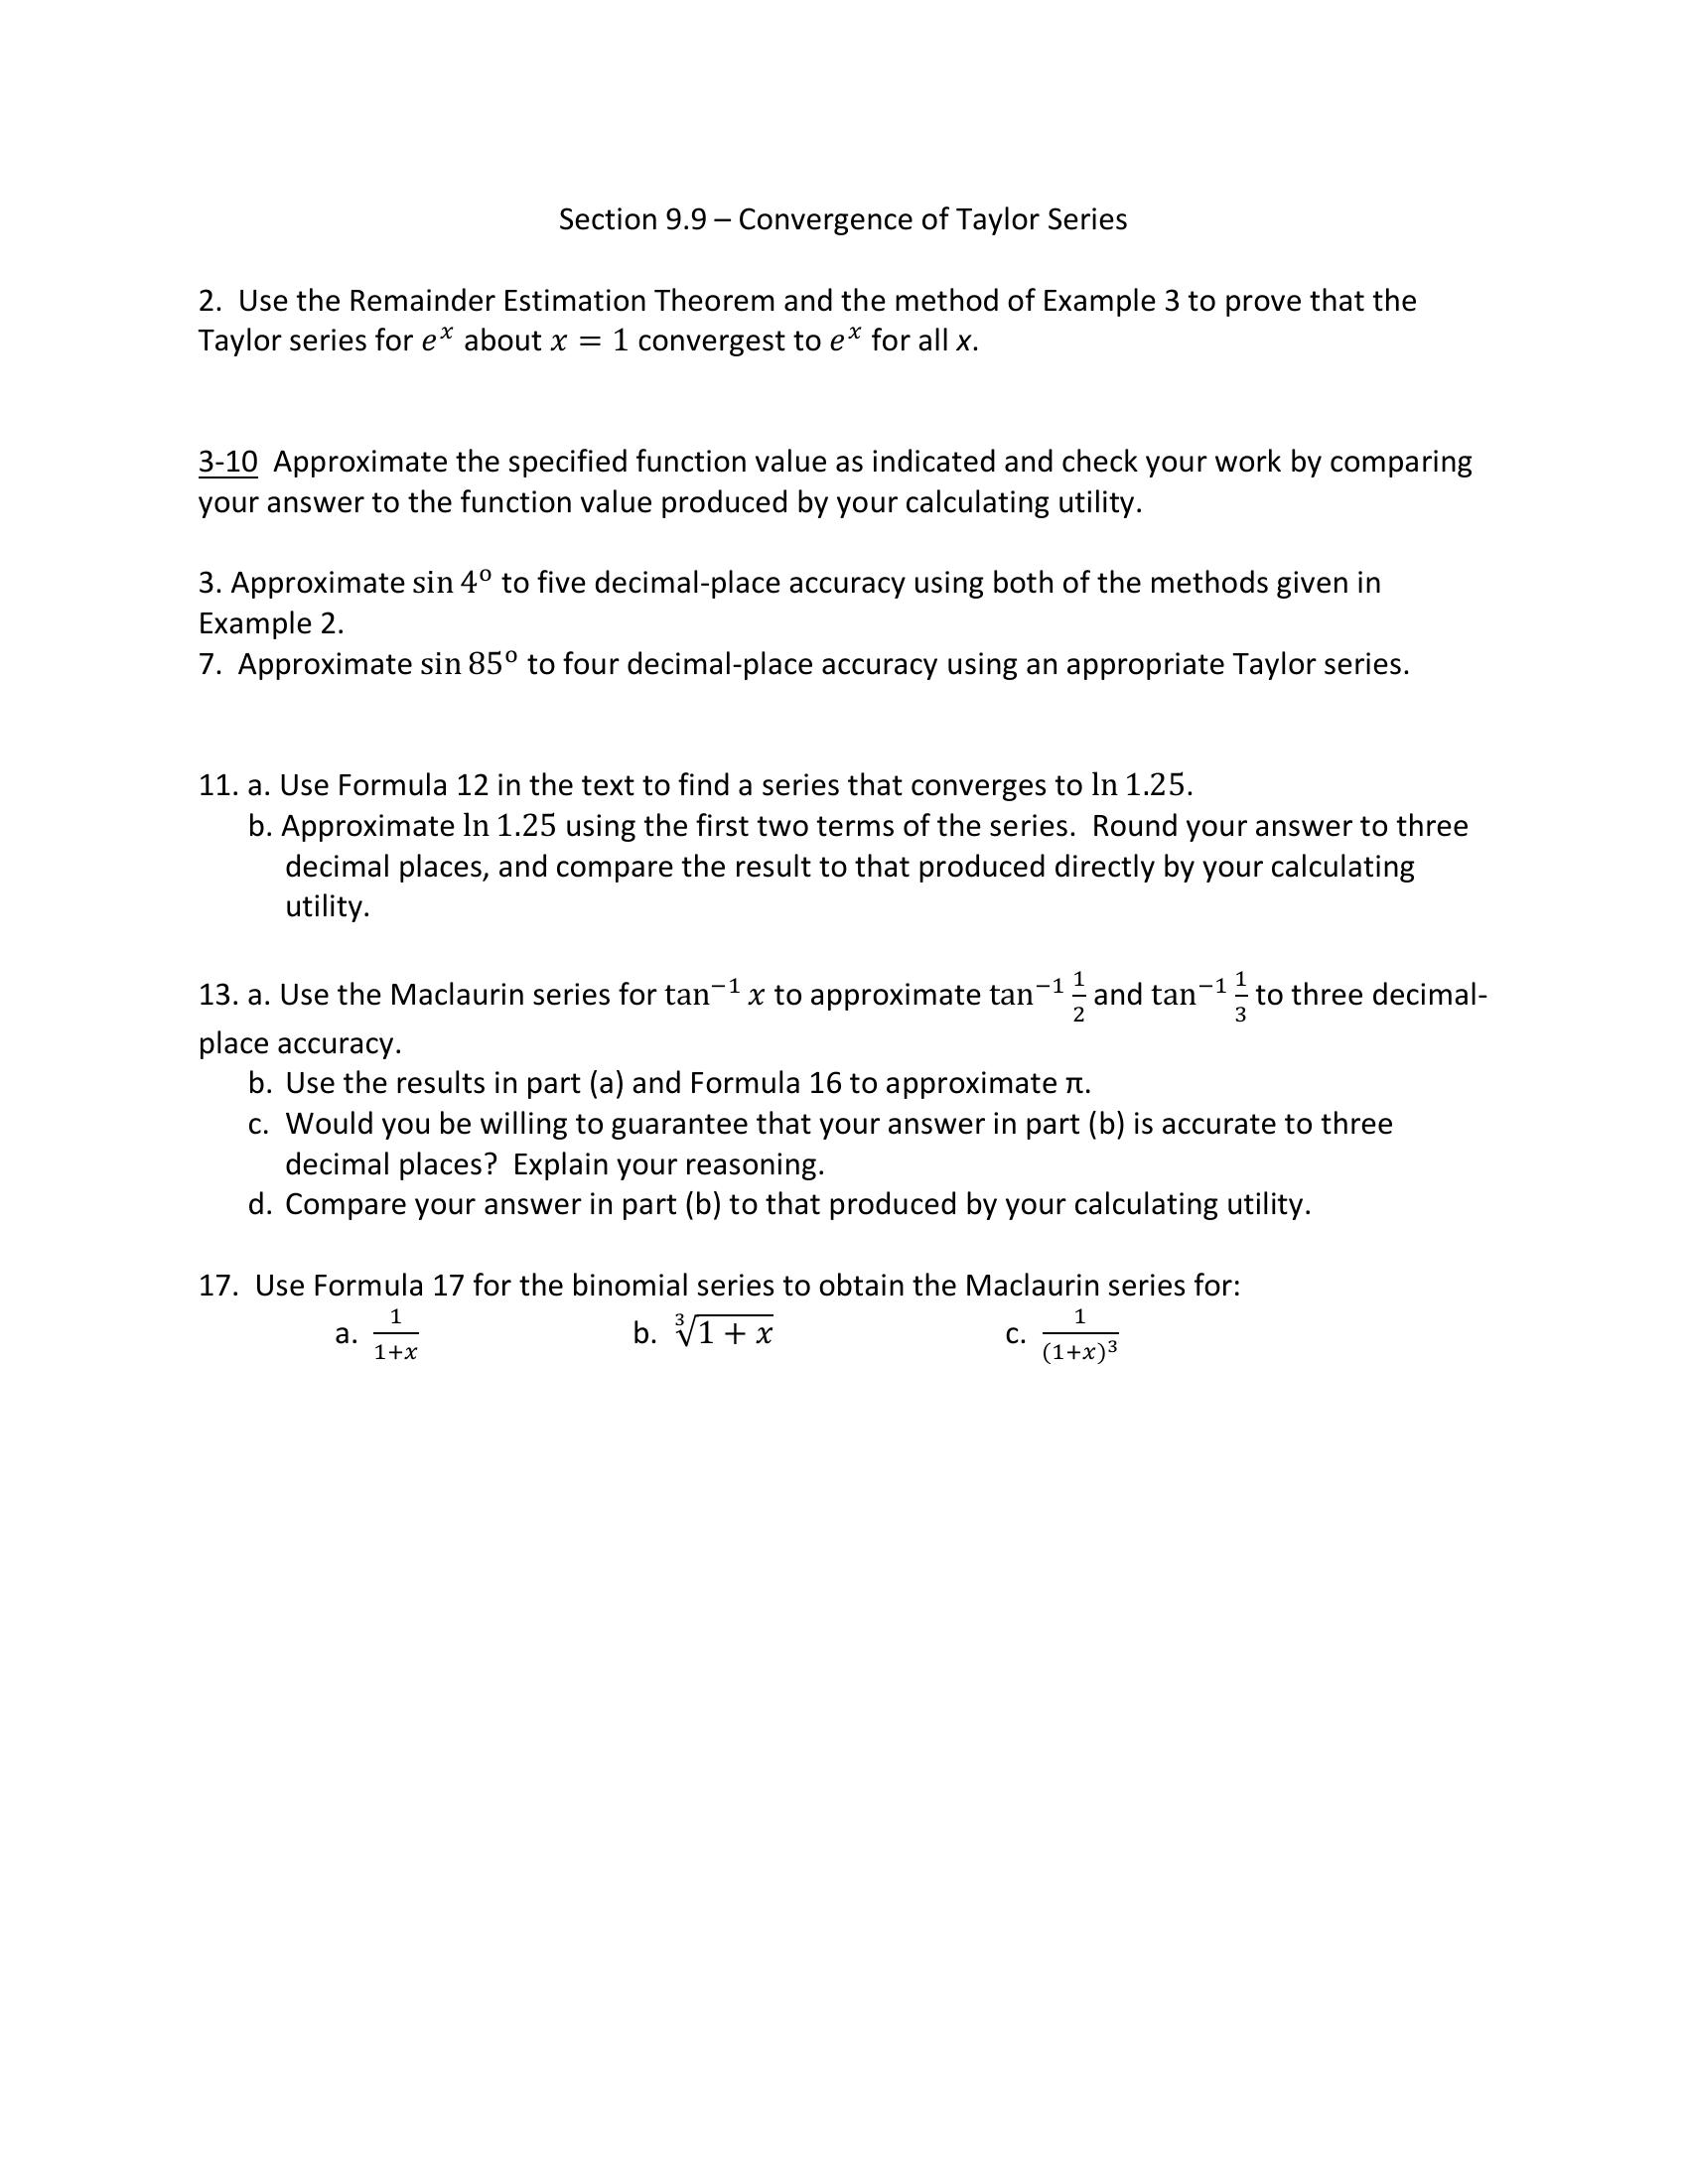 Section 9.9 – Convergence of Taylor Series
2.  Use the Remainder Estimation Theorem and the method of Example 3 to prove that the
Taylor series for eˣ about x = 1 convergest to eˣ for all x.
3-10  Approximate the specified function value as indicated and check your work by comparing
your answer to the function value produced by your calculating utility.
3. Approximate sin 4° to five decimal-place accuracy using both of the methods given in
Example 2.
7.  Approximate sin 85° to four decimal-place accuracy using an appropriate Taylor series.
11. a. Use Formula 12 in the text to find a series that converges to ln 1.25.
b. Approximate ln 1.25 using the first two terms of the series.  Round your answer to three
decimal places, and compare the result to that produced directly by your calculating
utility.
13. a. Use the Maclaurin series for tan⁻¹ x to approximate tan⁻¹ 1/2 and tan⁻¹ 1/3 to three decimal-
place accuracy.
b. Use the results in part (a) and Formula 16 to approximate π.
c. Would you be willing to guarantee that your answer in part (b) is accurate to three
decimal places?  Explain your reasoning.
d. Compare your answer in part (b) to that produced by your calculating utility.
17.  Use Formula 17 for the binomial series to obtain the Maclaurin series for:
a. 1/(1+x) b. ∛(1 + x) c. 1/(1+x)³